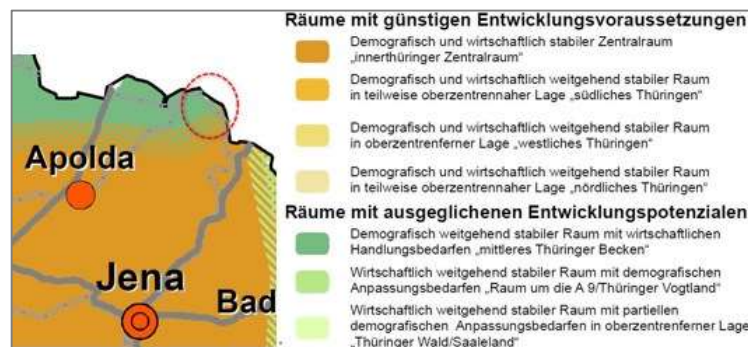 Räume mit günstigen Entwicklungsvoraussetzungen
Demografisch und wirtschaftlich stabiler Zentralraum
„innerthüringer Zentralraum“
Demografisch und wirtschaftlich weitgehend stabiler Raum
in teilweise oberzentrennaher Lage „südliches Thüringen“
Demografisch und wirtschaftlich weitgehend stabiler Raum
in oberzentrenferner Lage „westliches Thüringen“
Demografisch und wirtschaftlich weitgehend stabiler Raum
in teilweise oberzentrennaher Lage „nördliches Thüringen“
Räume mit ausgeglichenen Entwicklungspotenzialen
Demografisch weitgehend stabiler Raum mit wirtschaftlichen
Handlungsbedarfen „mittleres Thüringer Becken“
Wirtschaftlich weitgehend stabiler Raum mit demografischen
Anpassungsbedarfen „Raum um die A 9/Thüringer Vogtland“
Wirtschaftlich weitgehend stabiler Raum mit partiellen
demografischen Anpassungsbedarfen in oberzentrenferner Lage
„Thüringer Wald/Saaleland“
Apolda
Jena
Bad